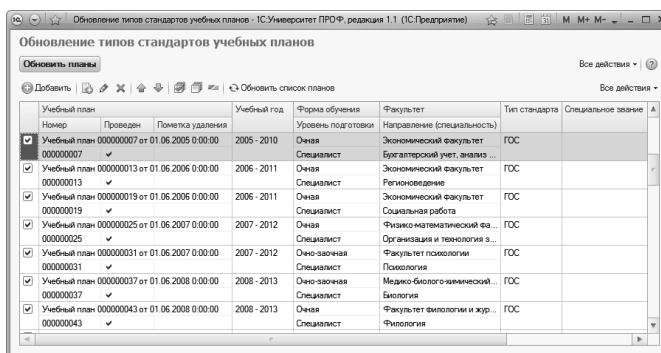 Обновление типов стандартов учебных планов - 1С:Университет ПРОФ, редакция 1.1 (1С:Предприятие) M M+ M-
Обновление типов стандартов учебных планов
Обновить планы Все действия
Добавить Обновить список планов Все действия
Учебный план Учебный год Форма обучения Факультет Тип стандарта Специальное звание
Номер Проведен Пометка удаления Уровень подготовки Направление (специальность)
Учебный план 000000007 от 01.06.2005 0:00:00 2005 - 2010 Очная Экономический факультет ГОС
000000007 Специалист Бухгалтерский учет, анализ ...
Учебный план 000000013 от 01.06.2006 0:00:00 2006 - 2011 Очная Экономический факультет ГОС
000000013 Специалист Регионоведение
Учебный план 000000019 от 01.06.2006 0:00:00 2006 - 2011 Очная Экономический факультет ГОС
000000019 Специалист Социальная работа
Учебный план 000000025 от 01.06.2007 0:00:00 2007 - 2012 Очная Физико-математический фа... ГОС
000000025 Специалист Организация и технология з...
Учебный план 000000031 от 01.06.2007 0:00:00 2007 - 2012 Очно-заочная Факультет психологии ГОС
000000031 Специалист Психология
Учебный план 000000037 от 01.06.2008 0:00:00 2008 - 2013 Очно-заочная Медико-биолого-химический... ГОС
000000037 Специалист Биология
Учебный план 000000043 от 01.06.2008 0:00:00 2008 - 2013 Очная Факультет филологии и жур... ГОС
000000043 Специалист Филология